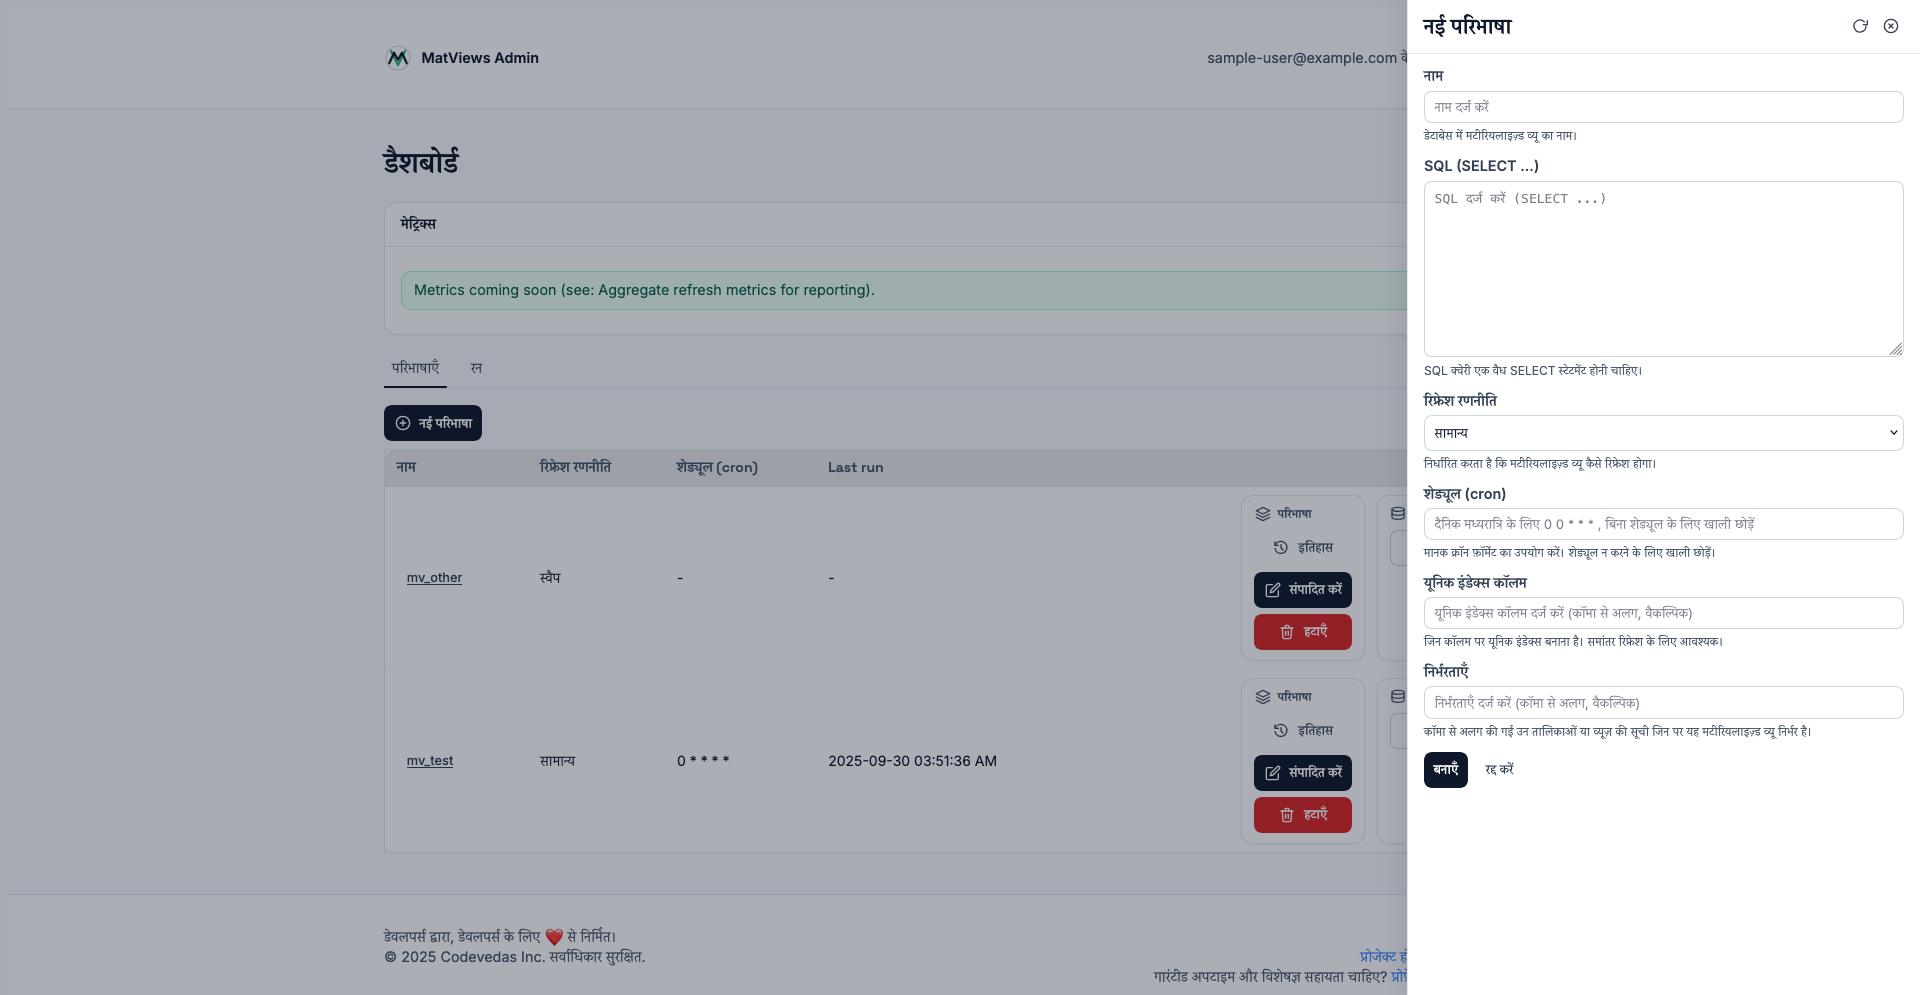 MatViews Admin
sample-user@example.com
डैशबोर्ड
मेट्रिक्स
Metrics coming soon (see: Aggregate refresh metrics for reporting).
परिभाषाएँ रन
नई परिभाषा
नाम रिफ्रेश रणनीति शेड्यूल (cron) Last run
परिभाषा
इतिहास
mv_other स्वैप - -
संपादित करें
हटाएँ
परिभाषा
इतिहास
mv_test सामान्य 0 * * * * 2025-09-30 03:51:36 AM
संपादित करें
हटाएँ
डेवलपर्स द्वारा, डेवलपर्स के लिए ❤️ से निर्मित।
© 2025 Codevedas Inc. सर्वाधिकार सुरक्षित.
प्रोजेक्ट
गारंटीड अपटाइम और विशेषज्ञ सहायता चाहिए?
नई परिभाषा
नाम
नाम दर्ज करें
डेटाबेस में मटीरियलाइज़्ड व्यू का नाम।
SQL (SELECT …)
SQL दर्ज करें (SELECT ...)
SQL क्वेरी एक वैध SELECT स्टेटमेंट होनी चाहिए।
रिफ्रेश रणनीति
सामान्य
निर्धारित करता है कि मटीरियलाइज़्ड व्यू कैसे रिफ्रेश होगा।
शेड्यूल (cron)
दैनिक मध्यरात्रि के लिए 0 0 * * * , बिना शेड्यूल के लिए खाली छोड़ें
मानक क्रॉन फ़ॉर्मेट का उपयोग करें। शेड्यूल न करने के लिए खाली छोड़ें।
यूनिक इंडेक्स कॉलम
यूनिक इंडेक्स कॉलम दर्ज करें (कॉमा से अलग, वैकल्पिक)
जिन कॉलम पर यूनिक इंडेक्स बनाना है। समांतर रिफ्रेश के लिए आवश्यक।
निर्भरताएँ
निर्भरताएँ दर्ज करें (कॉमा से अलग, वैकल्पिक)
कॉमा से अलग की गई उन तालिकाओं या व्यूज़ की सूची जिन पर यह मटीरियलाइज़्ड व्यू निर्भर है।
बनाएँ रद्द करें